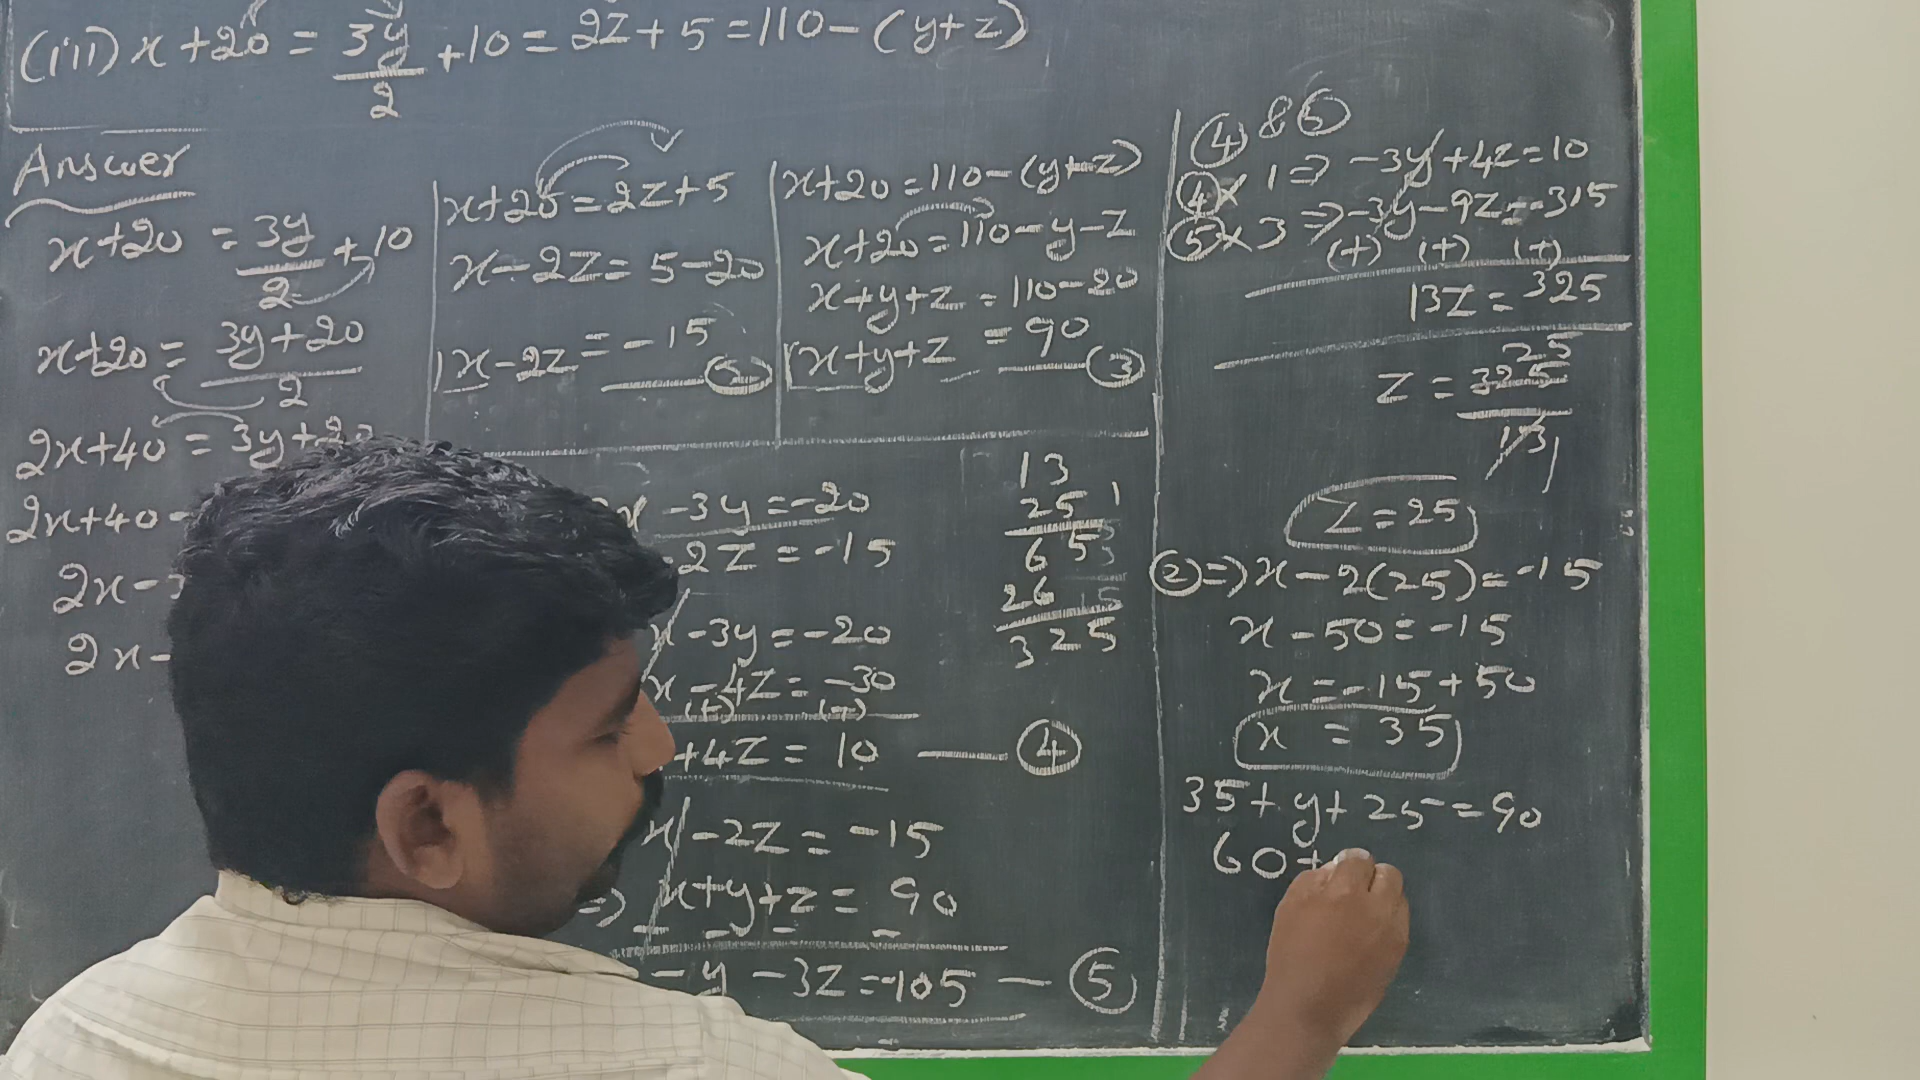 (iii) x+20 = 3y/2 +10 = 2z+5 = 110-(y+z)
Answer
x+20 = 3y/2 + 10
x+20 = 3y+20/2
2x+40 = 3y+20
2x+40-
2x-3
2x-
x+20=2z+5
x-2z=5-20
x-2z=-15 ②
x+20=110-(y+z)
x+20=110-y-z
x+y+z=110-20
x+y+z = 90 ③
x-3y=-20
-2z=-15
x-3y=-20
x-4z=-30
(+) (+)
+4z=10 — ④
x-2z=-15
=> x+y+z=90
- - - -
-y-3z=-105 — ⑤
13
25
65
26
325
④ & ⑤
④×1=> -3y+4z=10
⑤×3=> -3y-9z=-315
(+) (+) (+)
13z=325
25
z=325/13 1
z=25
②=> x-2(25)=-15
x-50=-15
x=-15+50
x=35
35+y+25=90
60+